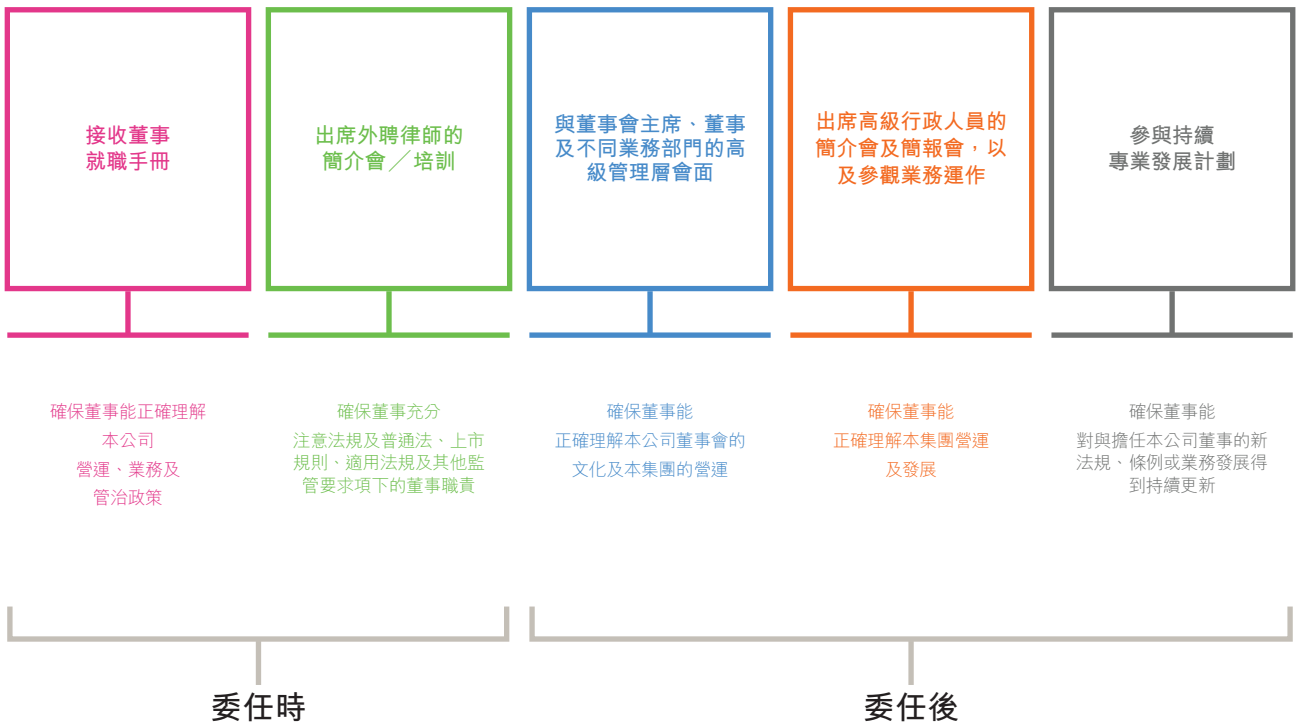 接收董事
就職手冊
出席外聘律師的
簡介會／培訓
與董事會主席、董事
及不同業務部門的高
級管理層會面
出席高級行政人員的
簡介會及簡報會，以
及參觀業務運作
參與持續
專業發展計劃
確保董事能正確理解
本公司
營運、業務及
管治政策
確保董事充分
注意法規及普通法、上市
規則、適用法規及其他監
管要求項下的董事職責
確保董事能
正確理解本公司董事會的
文化及本集團的營運
確保董事能
正確理解本集團營運
及發展
確保董事能
對與擔任本公司董事的新
法規、條例或業務發展得
到持續更新
委任時
委任後